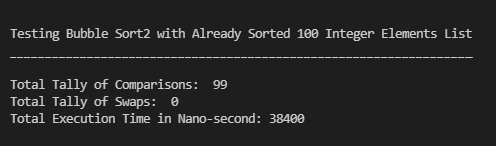 Testing Bubble Sort2 with Already Sorted 100 Integer Elements List
__________________________________________________________________
Total Tally of Comparisons:  99
Total Tally of Swaps:  0
Total Execution Time in Nano-second: 38400